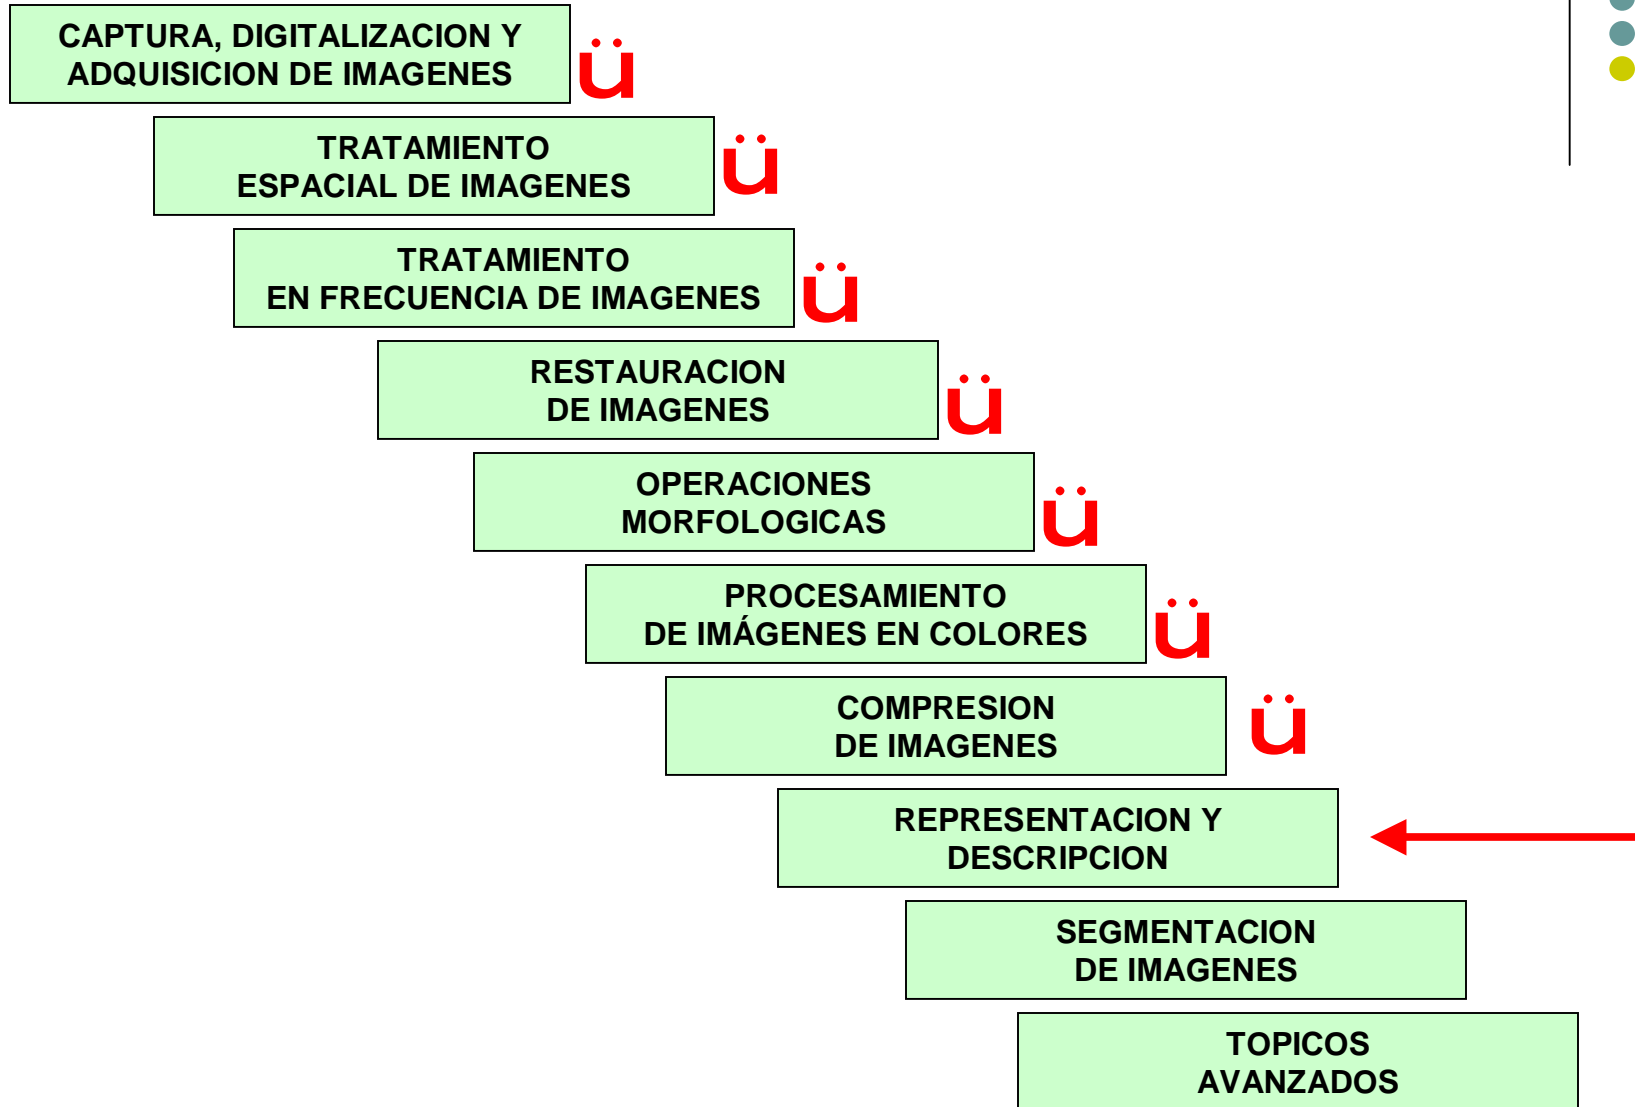 CAPTURA, DIGITALIZACION Y
ADQUISICION DE IMAGENES
ü
TRATAMIENTO
ESPACIAL DE IMAGENES
ü
TRATAMIENTO
EN FRECUENCIA DE IMAGENES
ü
RESTAURACION
DE IMAGENES
ü
OPERACIONES
MORFOLOGICAS
ü
PROCESAMIENTO
DE IMÁGENES EN COLORES
ü
COMPRESION
DE IMAGENES
ü
REPRESENTACION Y
DESCRIPCION
SEGMENTACION
DE IMAGENES
TOPICOS
AVANZADOS